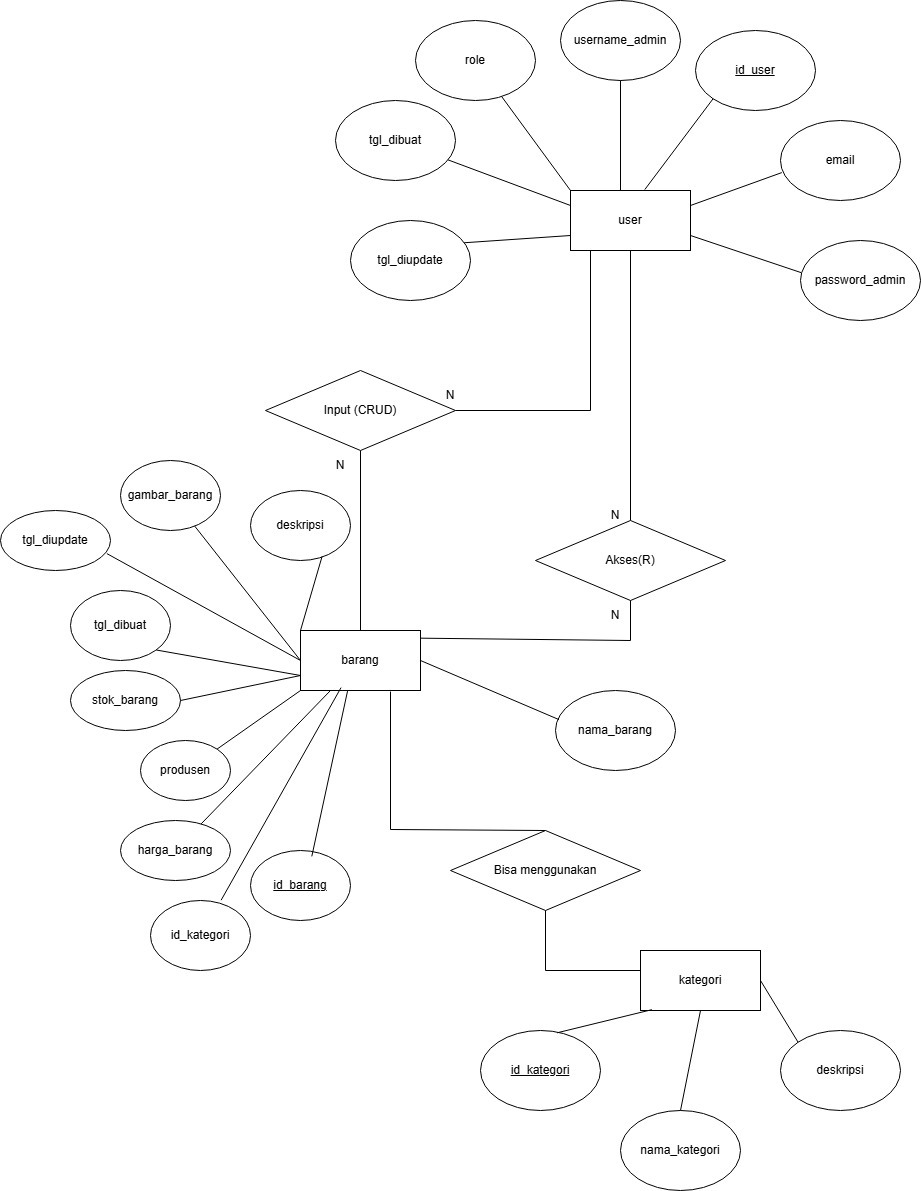 username_admin
role
id_user
tgl_dibuat
email
user
tgl_diupdate
password_admin
N
Input (CRUD)
N
gambar_barang
deskripsi
N
tgl_diupdate
Akses(R)
N
tgl_dibuat
barang
stok_barang
nama_barang
produsen
harga_barang
Bisa menggunakan
id_barang
id_kategori
kategori
id_kategori
deskripsi
nama_kategori